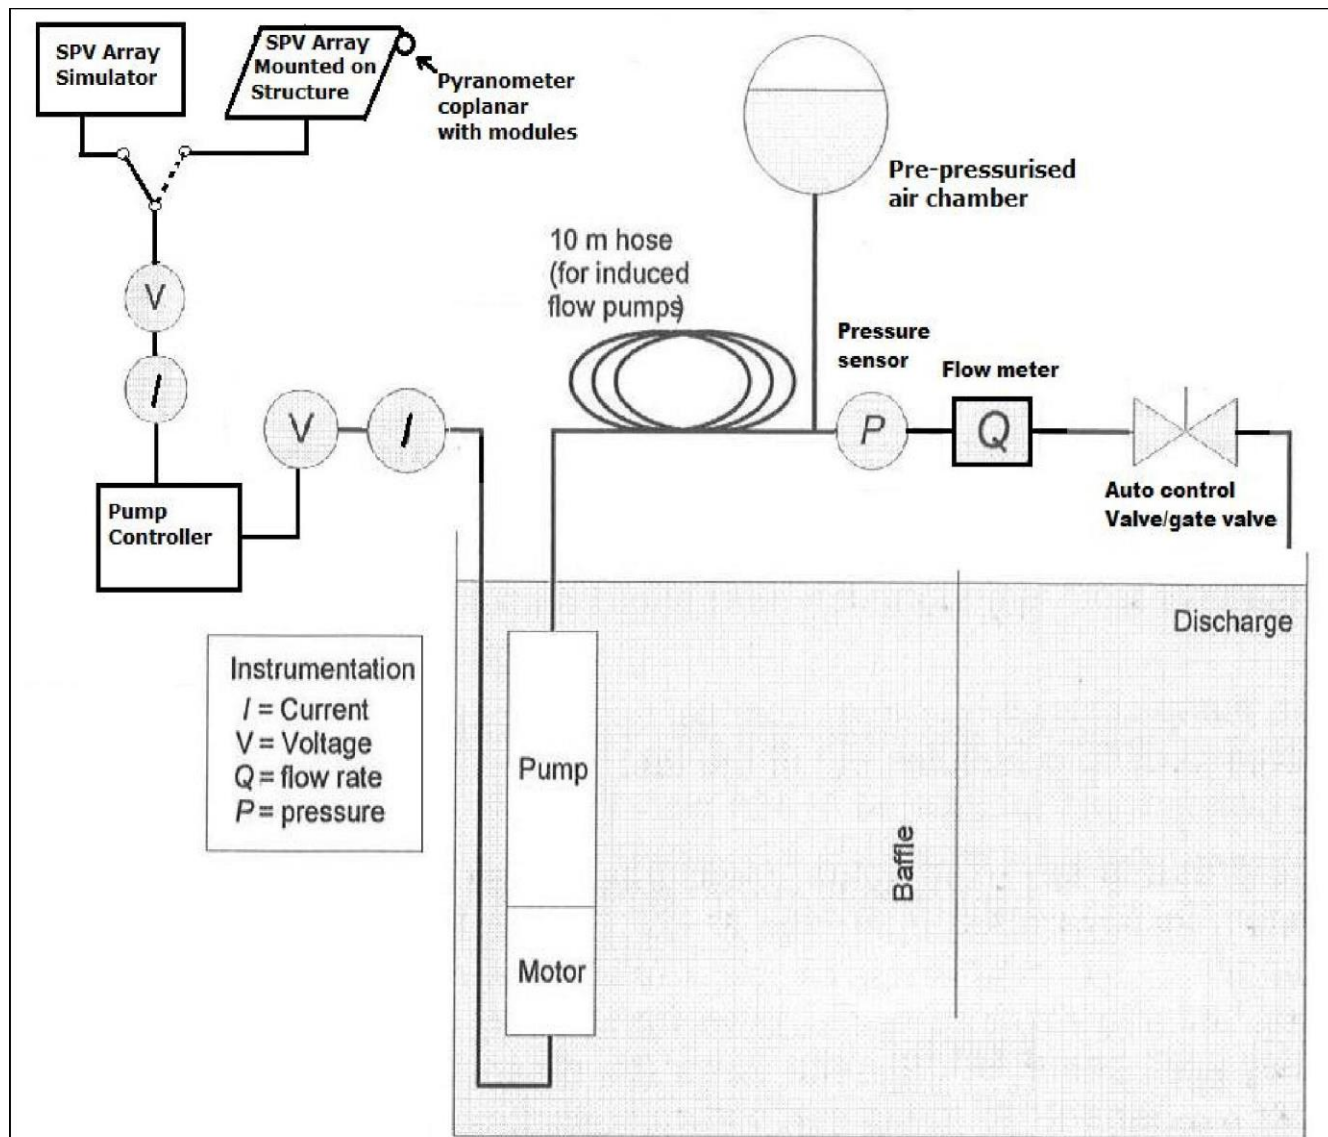 SPV Array
Simulator
SPV Array
Mounted on
Structure
Pyranometer
coplanar
with modules
Pre-pressurised
air chamber
10 m hose
(for induced
flow pumps)
Pressure
sensor
Flow meter
V
I
V
I
P
Q
Auto control
Valve/gate valve
Pump
Controller
Discharge
Instrumentation
I = Current
V = Voltage
Q = flow rate
P = pressure
Pump
Baffle
Motor